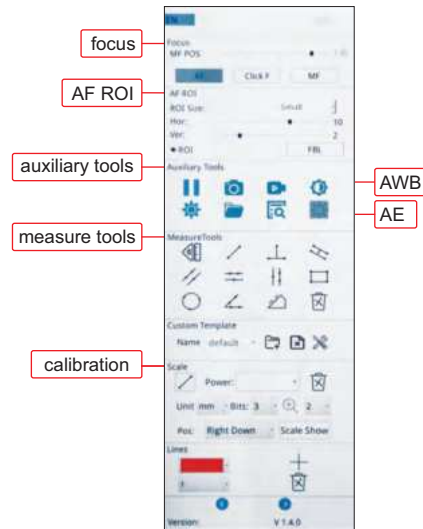 EN
focus
Focus
MF POS
AF
Click F
MF
AF ROI
AF ROI
ROI Size:
Small
Hor:
10
Ver:
2
ROI
FBL
auxiliary tools
Auxiliary Tools
AWB
AE
measure tools
MeasureTools
Custom Template
Name default
calibration
Scale
Power:
Unit mm Bits: 3 2
Pos: Right Down Scale Show
Lines
Version: V 1.4.0